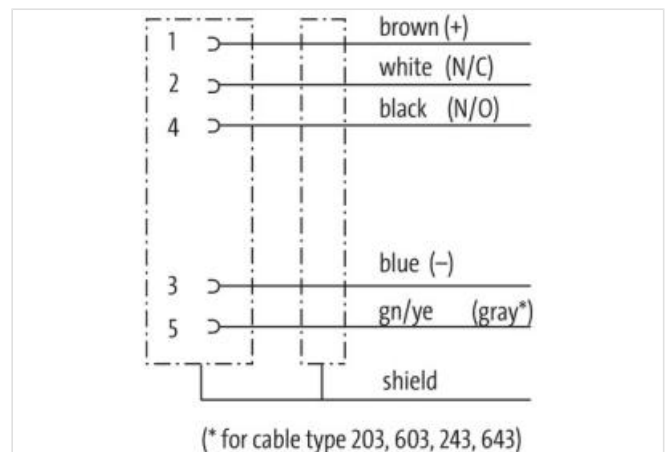 1 brown (+)
2 white (N/C)
4 black (N/O)
3 blue (–)
5 gn/ye (gray*)
shield
(* for cable type 203, 603, 243, 643)